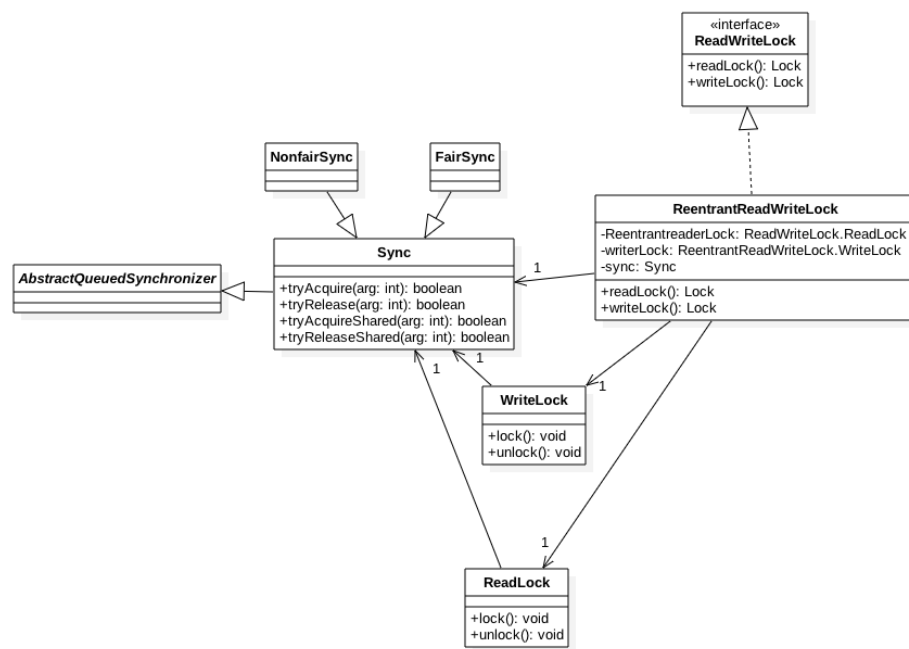 «interface»
ReadWriteLock
+readLock(): Lock
+writeLock(): Lock
NonfairSync
FairSync
ReentrantReadWriteLock
-ReentrantreaderLock: ReadWriteLock.ReadLock
-writerLock: ReentrantReadWriteLock.WriteLock
-sync: Sync
+readLock(): Lock
+writeLock(): Lock
Sync
+tryAcquire(arg: int): boolean
+tryRelease(arg: int): boolean
+tryAcquireShared(arg: int): boolean
+tryReleaseShared(arg: int): boolean
AbstractQueuedSynchronizer
1
1
1
1
WriteLock
+lock(): void
+unlock(): void
1
ReadLock
+lock(): void
+unlock(): void